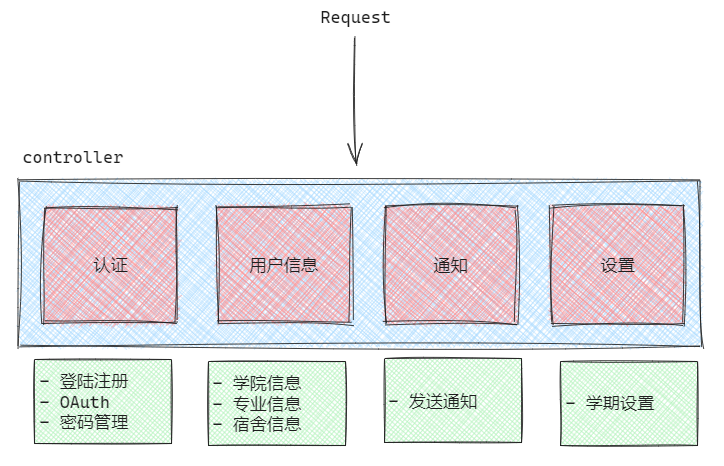 Request
controller
认证
用户信息
通知
设置
- 登陆注册
- OAuth
- 密码管理
- 学院信息
- 专业信息
- 宿舍信息
- 发送通知
- 学期设置